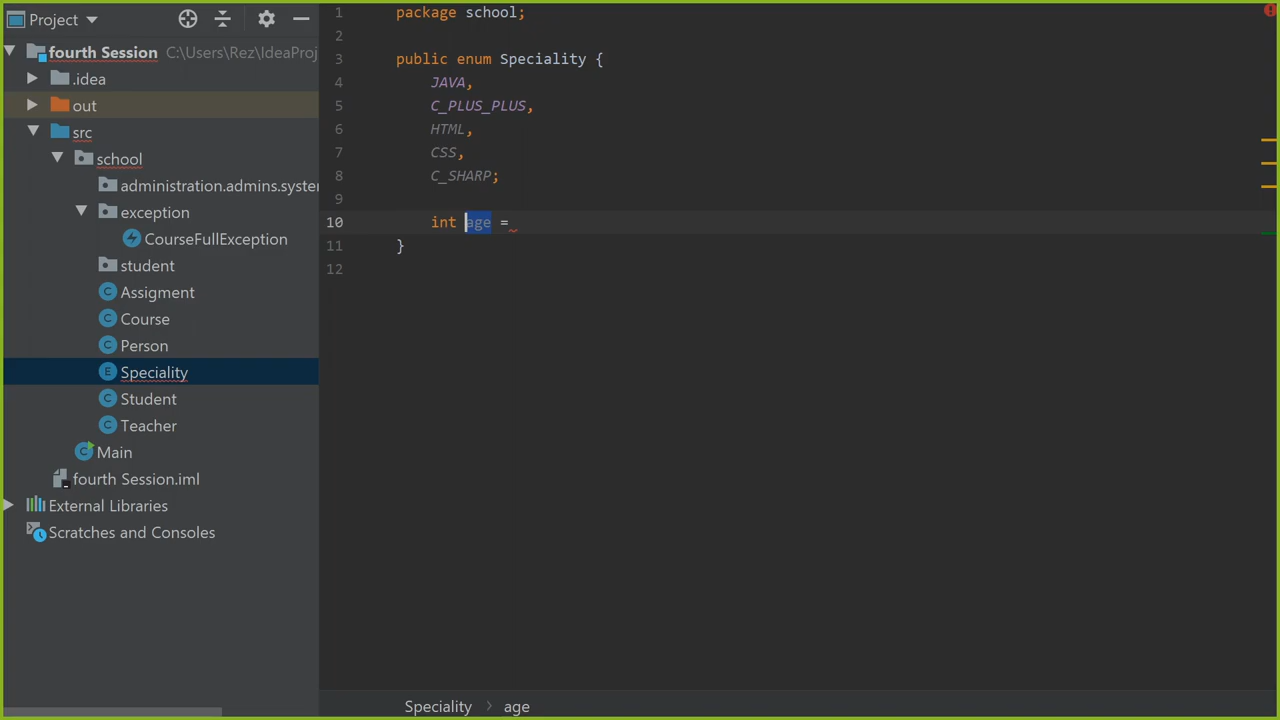 Project
fourth Session C:\Users\Rez\IdeaProj
.idea
out
src
school
administration.admins.syster
exception
CourseFullException
student
Assigment
Course
Person
Speciality
Student
Teacher
Main
fourth Session.iml
External Libraries
Scratches and Consoles
1 package school;
2
3 public enum Speciality {
4 JAVA,
5 C_PLUS_PLUS,
6 HTML,
7 CSS,
8 C_SHARP;
9
10 int age =
11 }
12
Speciality > age